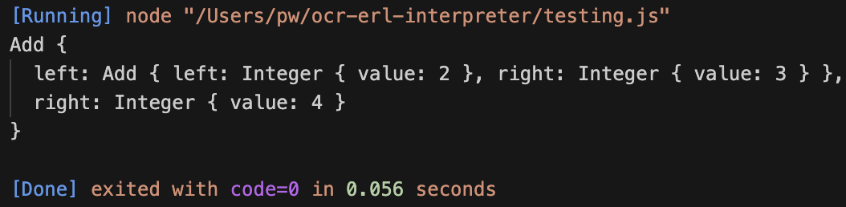 [Running] node "/Users/pw/ocr-erl-interpreter/testing.js"
Add {
  left: Add { left: Integer { value: 2 }, right: Integer { value: 3 } },
  right: Integer { value: 4 }
}

[Done] exited with code=0 in 0.056 seconds